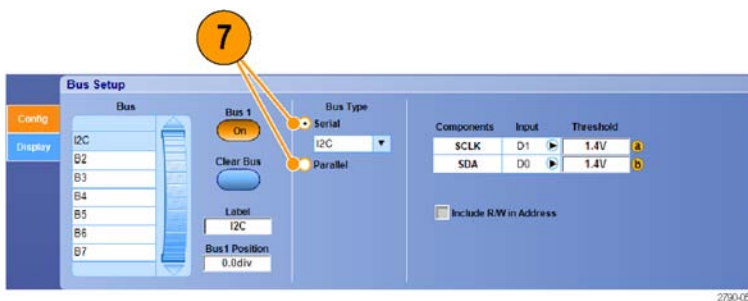 7
Bus Setup
Config
Display
Bus
I2C
B2
B3
B4
B5
B6
B7
Bus 1
On
Clear Bus
Label
I2C
Bus1 Position
0.0div
Bus Type
Serial
I2C
Parallel
Components Input Threshold
SCLK D1 1.4V a
SDA D0 1.4V b
Include R/W in Address